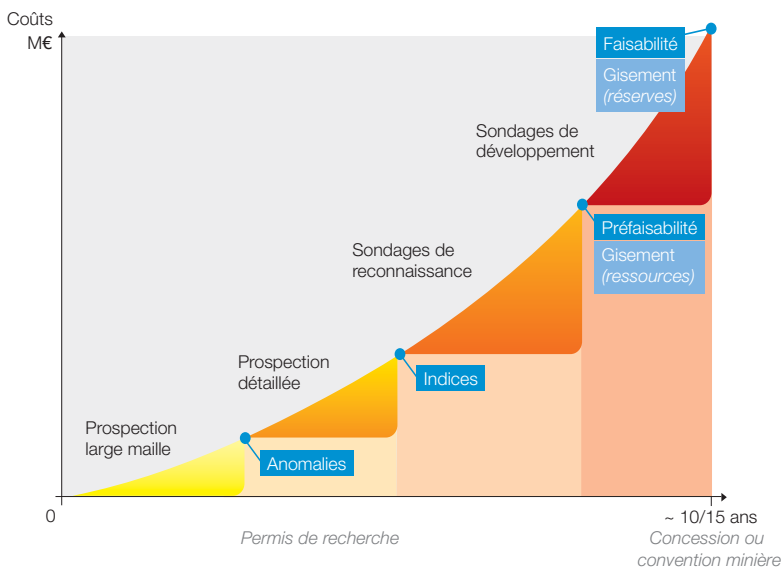 Coûts
M€
Faisabilité
Gisement
(réserves)
Sondages de
développement
Préfaisabilité
Gisement
(ressources)
Sondages de
reconnaissance
Prospection
détaillée
Indices
Prospection
large maille
Anomalies
0
~ 10/15 ans
Permis de recherche
Concession ou
convention minière